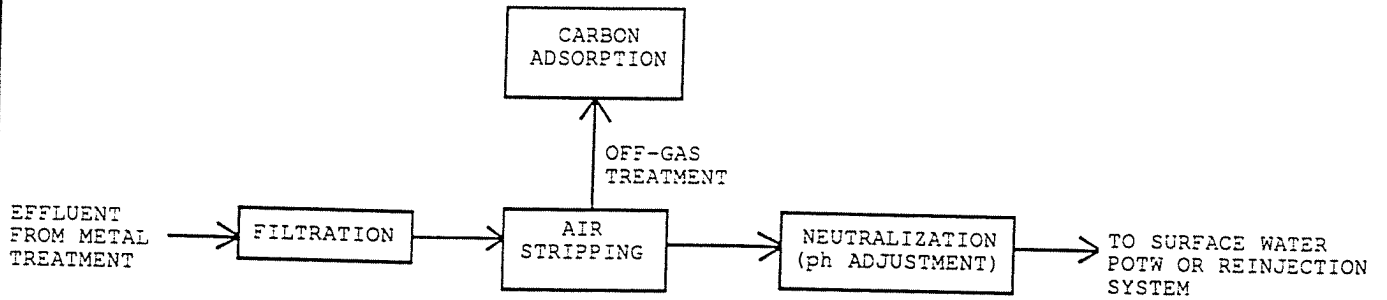 CARBON
ADSORPTION
OFF-GAS
TREATMENT
EFFLUENT
FROM METAL
TREATMENT
FILTRATION
AIR
STRIPPING
NEUTRALIZATION
(ph ADJUSTMENT)
TO SURFACE WATER
POTW OR REINJECTION
SYSTEM